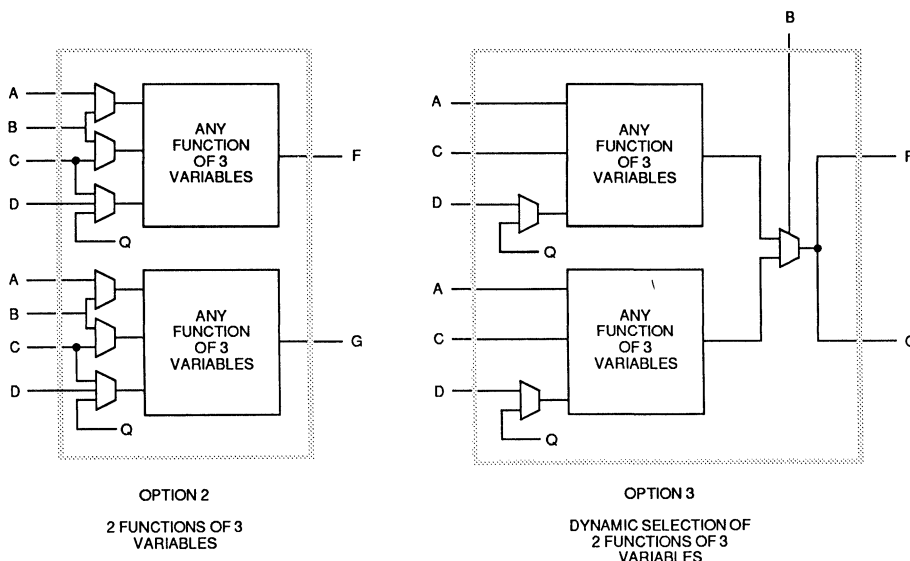 A
B
C
D
Q
ANY
FUNCTION
OF 3
VARIABLES
F
A
B
C
D
Q
ANY
FUNCTION
OF 3
VARIABLES
G
OPTION 2
2 FUNCTIONS OF 3
VARIABLES
B
A
C
D
Q
ANY
FUNCTION
OF 3
VARIABLES
A
C
D
Q
ANY
FUNCTION
OF 3
VARIABLES
OPTION 3
DYNAMIC SELECTION OF
2 FUNCTIONS OF 3
VARIABLES